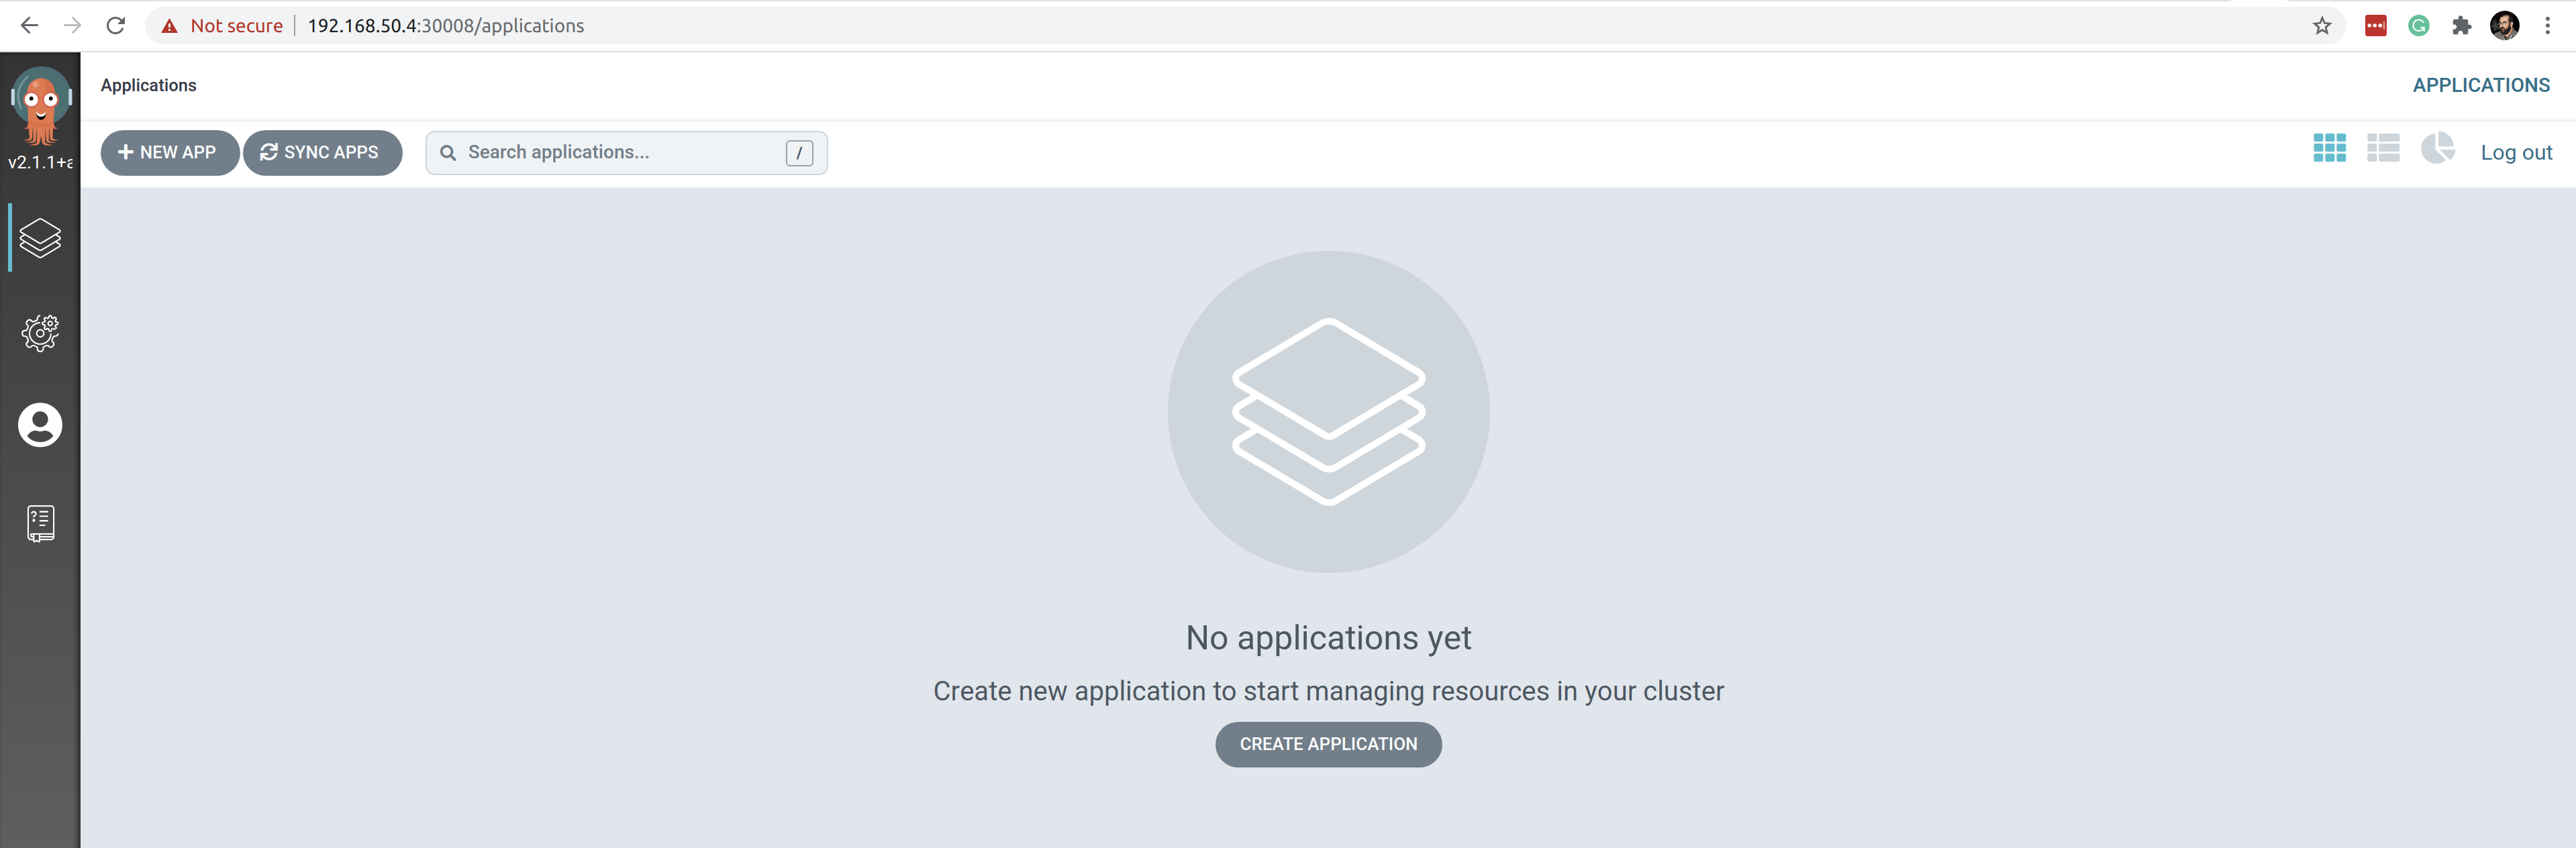 Not secure 192.168.50.4:30008/applications
Applications
APPLICATIONS
v2.1.1+a
NEW APP
SYNC APPS
Search applications...
/
Log out
No applications yet
Create new application to start managing resources in your cluster
CREATE APPLICATION